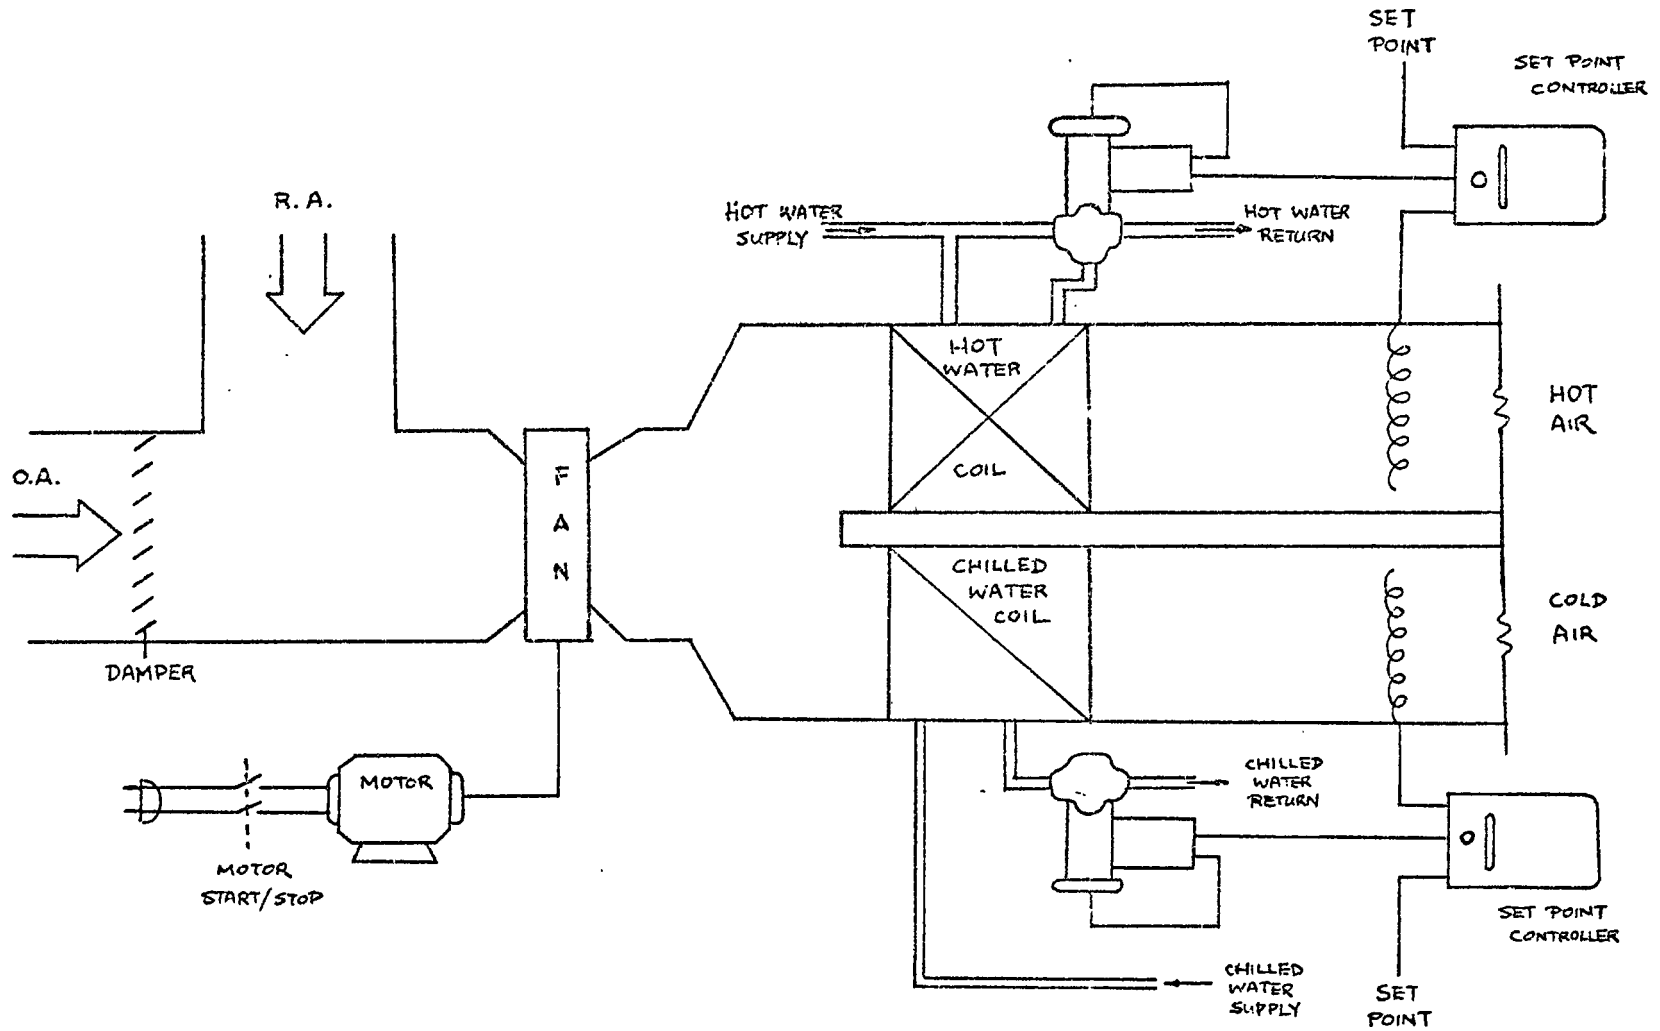 SET
POINT
SET POINT
CONTROLLER
R.A.
HOT WATER
SUPPLY
HOT WATER
RETURN
HOT
WATER
COIL
HOT
AIR
O.A.
F
A
N
CHILLED
WATER
COIL
COLD
AIR
DAMPER
MOTOR
MOTOR
START/STOP
CHILLED
WATER
RETURN
SET POINT
CONTROLLER
CHILLED
WATER
SUPPLY
SET
POINT